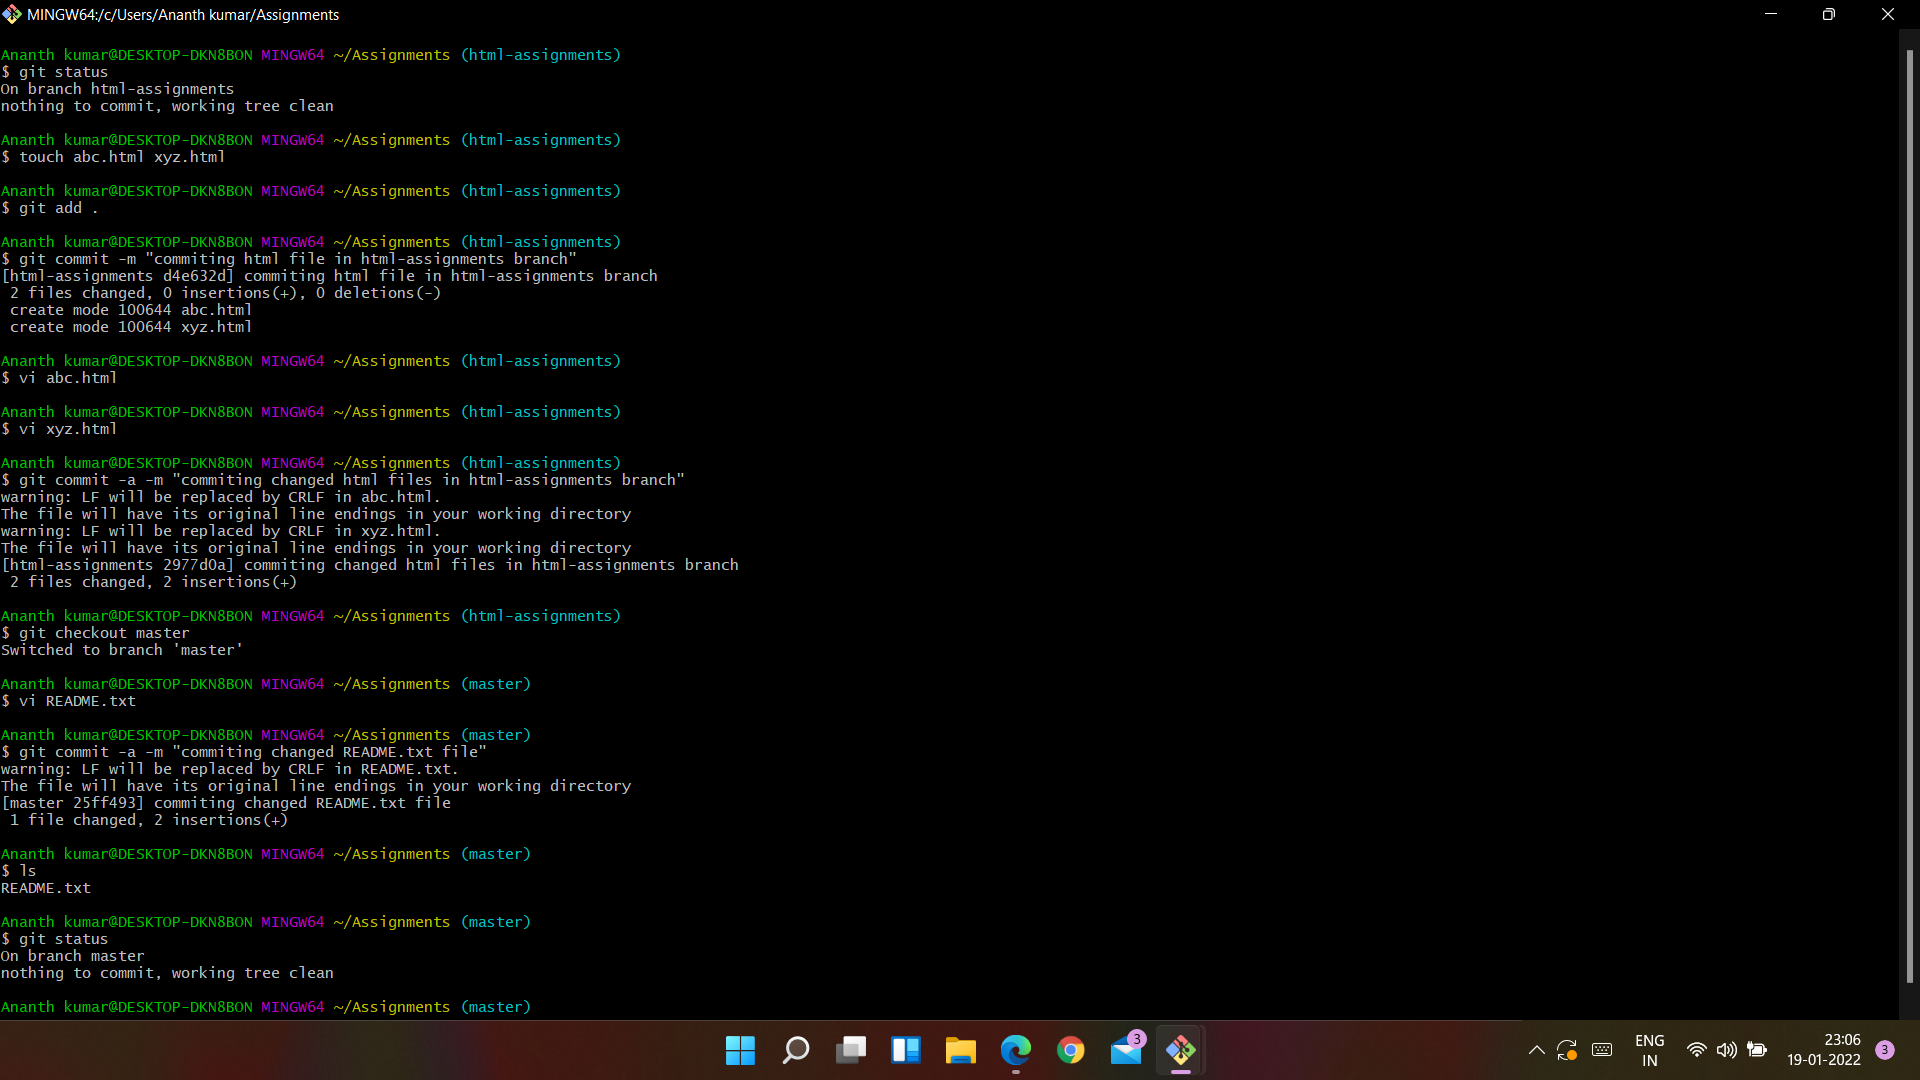 MINGW64:/c/Users/Ananth kumar/Assignments
Ananth kumar@DESKTOP-DKN8BON MINGW64 ~/Assignments (html-assignments)
$ git status
On branch html-assignments
nothing to commit, working tree clean
Ananth kumar@DESKTOP-DKN8BON MINGW64 ~/Assignments (html-assignments)
$ touch abc.html xyz.html
Ananth kumar@DESKTOP-DKN8BON MINGW64 ~/Assignments (html-assignments)
$ git add .
Ananth kumar@DESKTOP-DKN8BON MINGW64 ~/Assignments (html-assignments)
$ git commit -m "commiting html file in html-assignments branch"
[html-assignments d4e632d] commiting html file in html-assignments branch
 2 files changed, 0 insertions(+), 0 deletions(-)
 create mode 100644 abc.html
 create mode 100644 xyz.html
Ananth kumar@DESKTOP-DKN8BON MINGW64 ~/Assignments (html-assignments)
$ vi abc.html
Ananth kumar@DESKTOP-DKN8BON MINGW64 ~/Assignments (html-assignments)
$ vi xyz.html
Ananth kumar@DESKTOP-DKN8BON MINGW64 ~/Assignments (html-assignments)
$ git commit -a -m "commiting changed html files in html-assignments branch"
warning: LF will be replaced by CRLF in abc.html.
The file will have its original line endings in your working directory
warning: LF will be replaced by CRLF in xyz.html.
The file will have its original line endings in your working directory
[html-assignments 2977d0a] commiting changed html files in html-assignments branch
 2 files changed, 2 insertions(+)
Ananth kumar@DESKTOP-DKN8BON MINGW64 ~/Assignments (html-assignments)
$ git checkout master
Switched to branch 'master'
Ananth kumar@DESKTOP-DKN8BON MINGW64 ~/Assignments (master)
$ vi README.txt
Ananth kumar@DESKTOP-DKN8BON MINGW64 ~/Assignments (master)
$ git commit -a -m "commiting changed README.txt file"
warning: LF will be replaced by CRLF in README.txt.
The file will have its original line endings in your working directory
[master 25ff493] commiting changed README.txt file
 1 file changed, 2 insertions(+)
Ananth kumar@DESKTOP-DKN8BON MINGW64 ~/Assignments (master)
$ ls
README.txt
Ananth kumar@DESKTOP-DKN8BON MINGW64 ~/Assignments (master)
$ git status
On branch master
nothing to commit, working tree clean
Ananth kumar@DESKTOP-DKN8BON MINGW64 ~/Assignments (master)
3
ENG
IN
23:06
19-01-2022
3